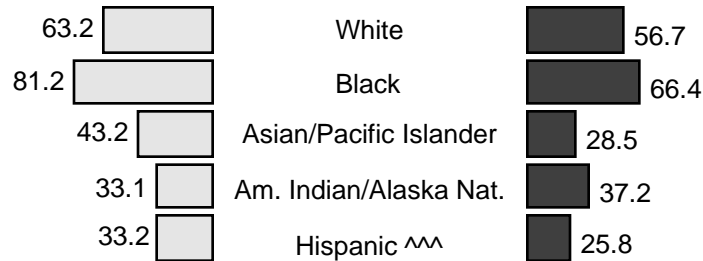 63.2 White 56.7
81.2 Black 66.4
43.2 Asian/Pacific Islander 28.5
33.1 Am. Indian/Alaska Nat. 37.2
33.2 Hispanic ^^^ 25.8